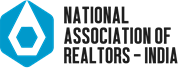 NATIONAL
ASSOCIATION OF
REALTORS – INDIA